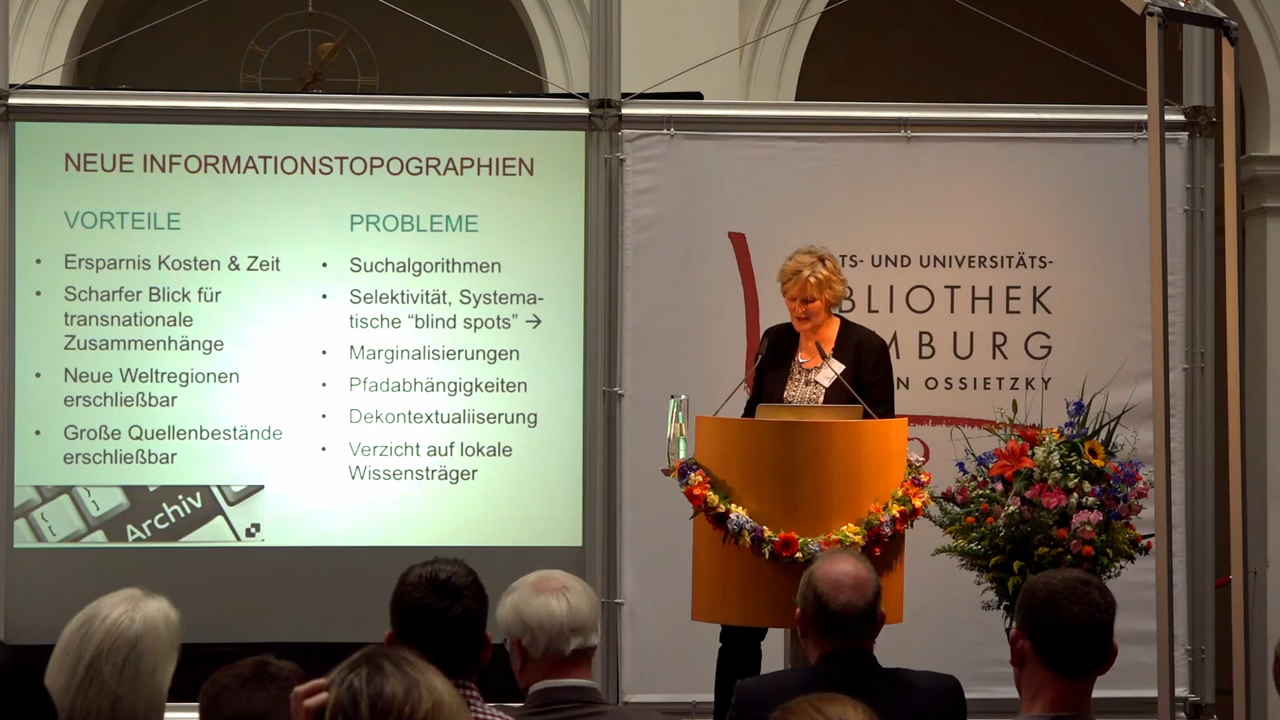 NEUE INFORMATIONSTOPOGRAPHIEN
VORTEILE
• Ersparnis Kosten & Zeit
• Scharfer Blick für
transnationale
Zusammenhänge
• Neue Weltregionen
erschließbar
• Große Quellenbestände
erschließbar
PROBLEME
• Suchalgorithmen
• Selektivität, Systema-
tische “blind spots” →
• Marginalisierungen
• Pfadabhängigkeiten
• Dekontextualiiserung
• Verzicht auf lokale
Wissensträger
Archiv
TS- UND UNIVERSITÄTS-
BLIOTHEK
MBURG
N OSSIETZKY